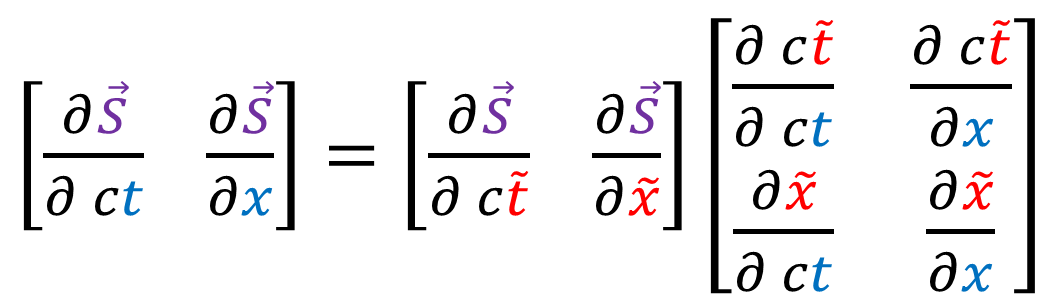 [∂S⃗/∂ ct ∂S⃗/∂x] = [∂S⃗/∂ ct̃ ∂S⃗/∂x̃] [∂ ct̃/∂ ct ∂ ct̃/∂x
∂x̃/∂ ct ∂x̃/∂x]